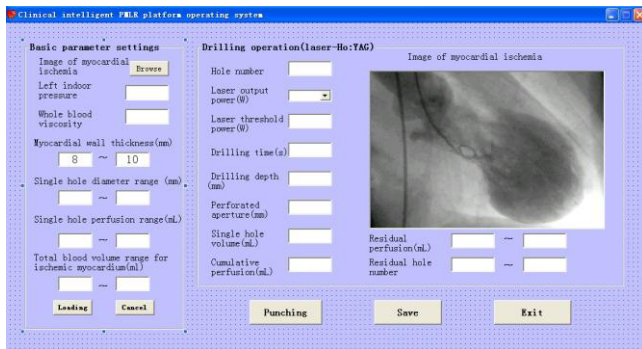 Clinical intelligent PMLR platform operating system
Basic parameter settings
Image of myocardial
ischemia
Browse
Left indoor
pressure
Whole blood
viscosity
Myocardial wall thickness(mm)
8 ~ 10
Single hole diameter range (mm)
~
Single hole perfusion range(mL)
~
Total blood volume range for
ischemic myocardium(ml)
~
Loading Cancel
Drilling operation(laser-Ho:YAG)
Hole number
Laser output
power(W)
Laser threshold
power(W)
Drilling time(s)
Drilling depth
(mm)
Perforated
aperture(mm)
Single hole
volume(mL)
Cumulative
perfusion(mL)
Image of myocardial ischemia
Residual
perfusion(mL)
~
Residual hole
number
~
Punching Save Exit